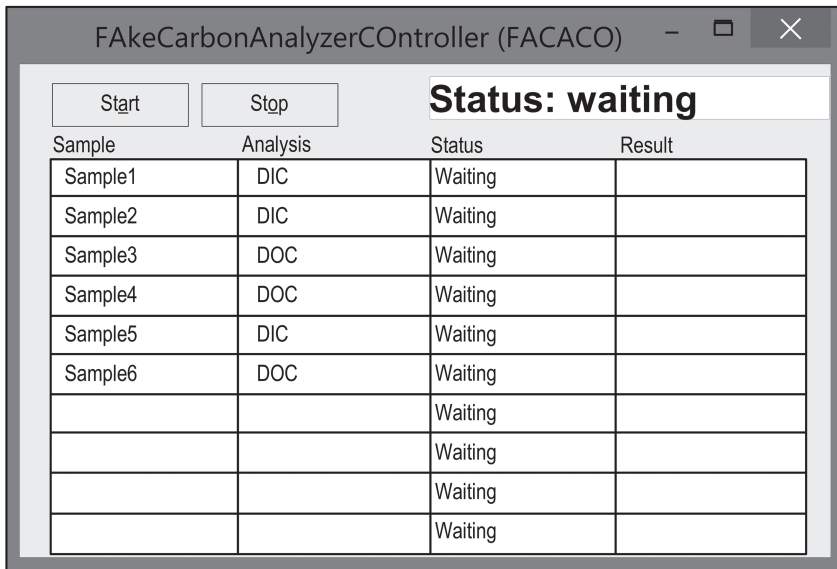 FAkeCarbonAnalyzerCOntroller (FACACO)
Start Stop Status: waiting
Sample Analysis Status Result
Sample1 DIC Waiting
Sample2 DIC Waiting
Sample3 DOC Waiting
Sample4 DOC Waiting
Sample5 DIC Waiting
Sample6 DOC Waiting
Waiting
Waiting
Waiting
Waiting